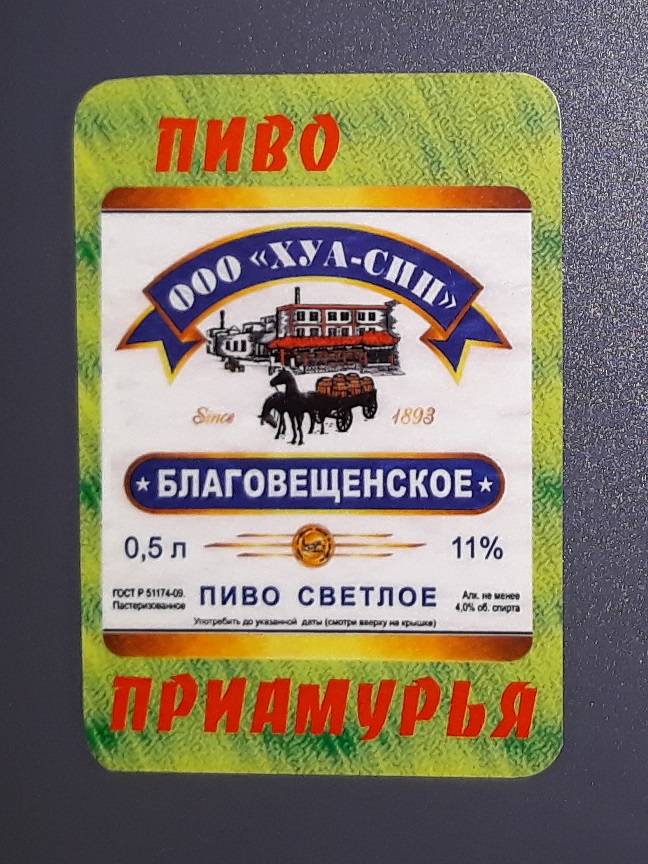 ПИВО
ООО «ХУА-СИН»
Since 1893
★ БЛАГОВЕЩЕНСКОЕ ★
0,5 л 11%
ГОСТ Р 51174-09.
Пастеризованное
ПИВО СВЕТЛОЕ
Алк. не менее
4,0% об. спирта
Употребить до указанной даты (смотри вверху на крышке)
ПРИАМУРЬЯ